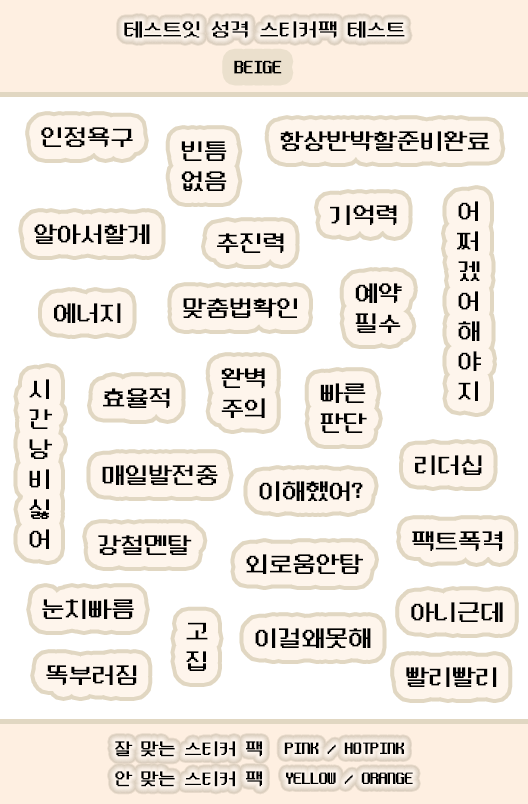 테스트잇 성격 스티커팩 테스트
BEIGE
인정욕구
빈틈
없음
항상반박할준비완료
알아서할게
추진력
기억력
어
쩌
겠
어
해
야
지
에너지
맞춤법확인
예약
필수
시
간
낭
비
싫
어
효율적
완벽
주의
빠른
판단
매일발전중
이해했어?
리더십
강철멘탈
외로움안탐
팩트폭격
눈치빠름
고
집
이걸왜못해
아니근데
똑부러짐
빨리빨리
잘 맞는 스티커 팩 PINK / HOTPINK
안 맞는 스티커 팩 YELLOW / ORANGE